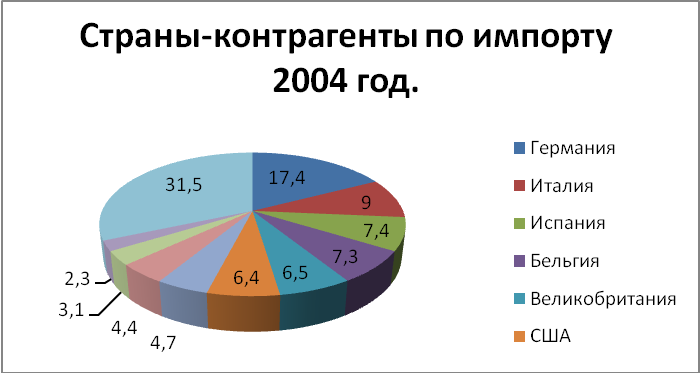 Страны-контрагенты по импорту
2004 год.
17,4
9
7,4
7,3
6,5
6,4
4,7
4,4
3,1
2,3
31,5
Германия
Италия
Испания
Бельгия
Великобритания
США